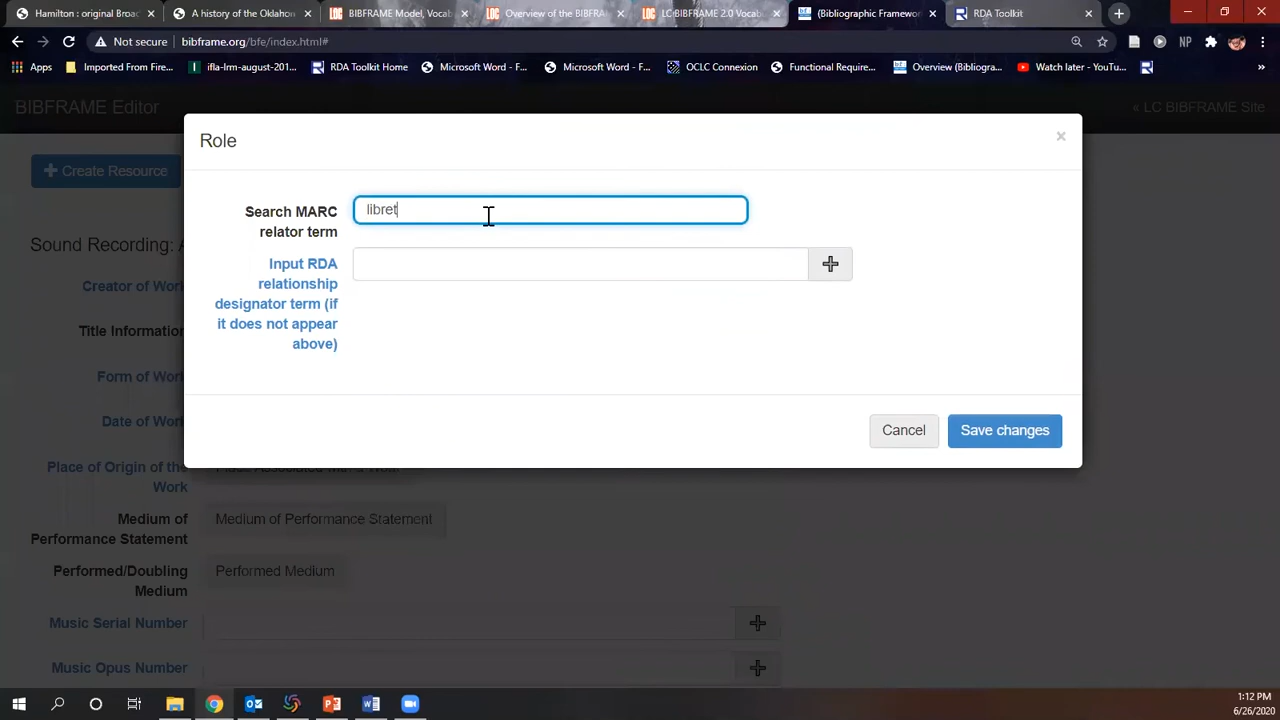 Hamilton : original Broac
A history of the Oklahon
BIBFRAME Model, Vocab
Overview of the BIBFRA
LC:BIBFRAME 2.0 Vocab
(Bibliographic Framewo
RDA Toolkit
Not secure
bibframe.org/bfe/index.html#
NP
Apps
Imported From Fire...
ifla-lrm-august-201...
RDA Toolkit Home
Microsoft Word - F...
Microsoft Word - F...
OCLC Connexion
Functional Require...
Overview (Bibliogra...
Watch later - YouTu...
BIBFRAME Editor
« LC BIBFRAME Site
Role
Create Resource
Search MARC
relator term
libret
Sound Recording: A
Input RDA
relationship
designator term (if
it does not appear
above)
Creator of Work
Title Information
Form of Work
Date of Work
Cancel
Save changes
Place of Origin of the
Work
Medium of
Performance Statement
Medium of Performance Statement
Performed/Doubling
Medium
Performed Medium
Music Serial Number
Music Opus Number
1:12 PM
6/26/2020